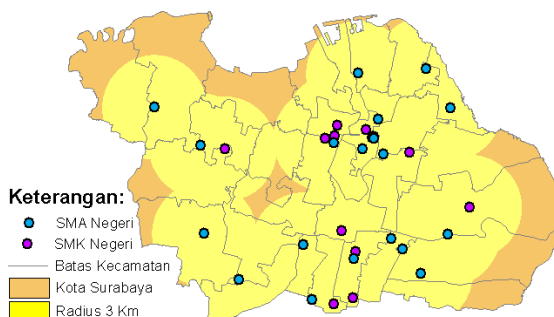 Keterangan:
SMA Negeri
SMK Negeri
Batas Kecamatan
Kota Surabaya
Radius 3 Km